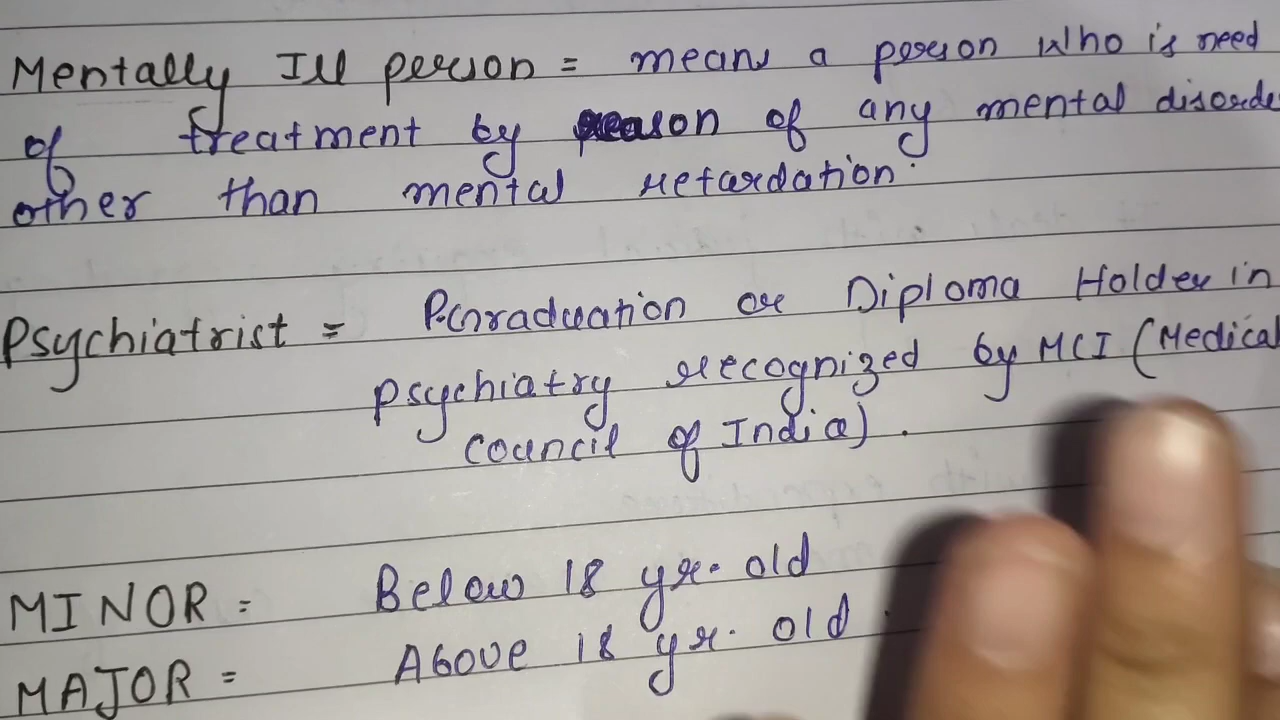 Mentally Ill person = means a person who is need
of treatment by reason of any mental disorde
other than mental retardation.
Psychiatrist = P.Graduation or Diploma Holder in
psychiatry recognized by MCI (Medical
council of India).
MINOR = Below 18 yr. old
MAJOR = Above 18 yr. old.